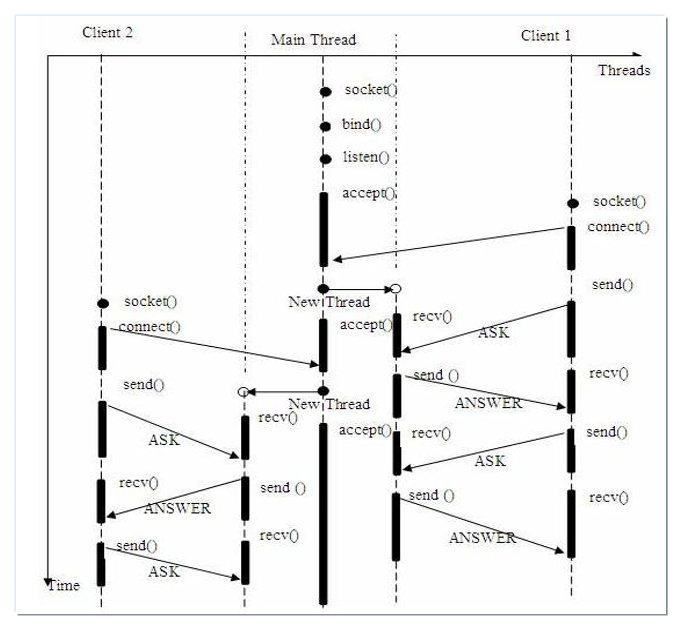 Client 2
Main Thread
Client 1
Threads
socket()
bind()
listen()
accept()
socket()
connect()
send()
New Thread
socket()
connect()
accept()
recv()
ASK
send()
send ()
recv()
ANSWER
New Thread
recv()
accept()
recv()
send()
ASK
ASK
recv()
send ()
send ()
recv()
ANSWER
recv()
ANSWER
send()
ASK
Time